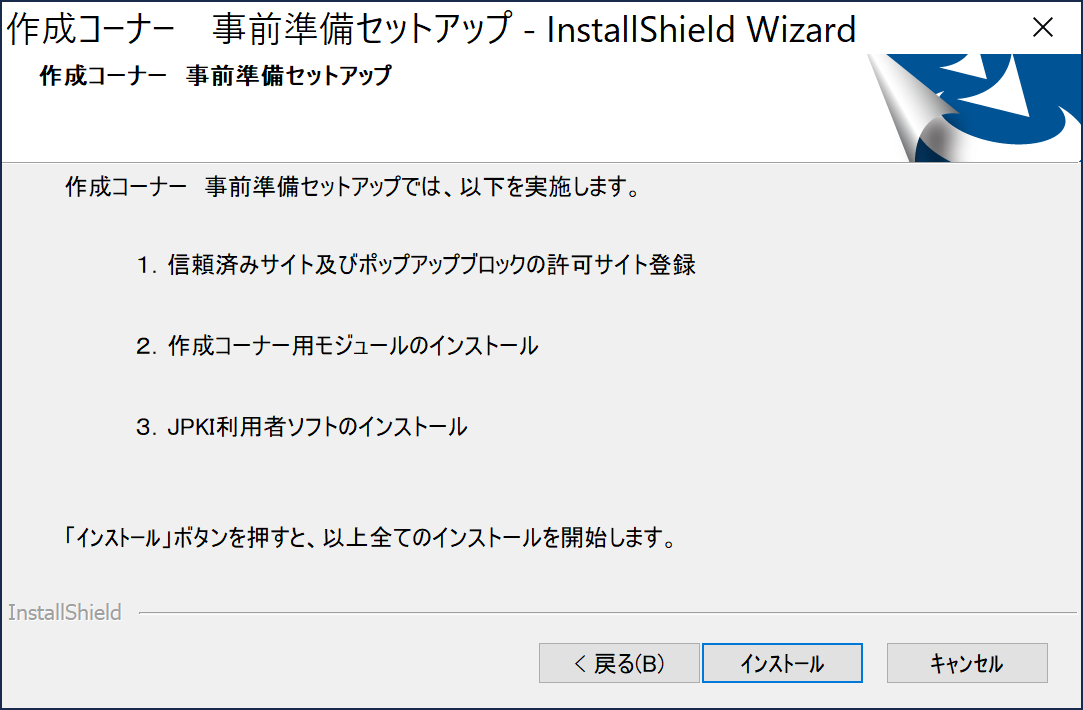 作成コーナー　事前準備セットアップ - InstallShield Wizard
作成コーナー　事前準備セットアップ
作成コーナー　事前準備セットアップでは、以下を実施します。
１．信頼済みサイト及びポップアップブロックの許可サイト登録
２．作成コーナー用モジュールのインストール
３．JPKI利用者ソフトのインストール
「インストール」ボタンを押すと、以上全てのインストールを開始します。
InstallShield
< 戻る(B) インストール キャンセル